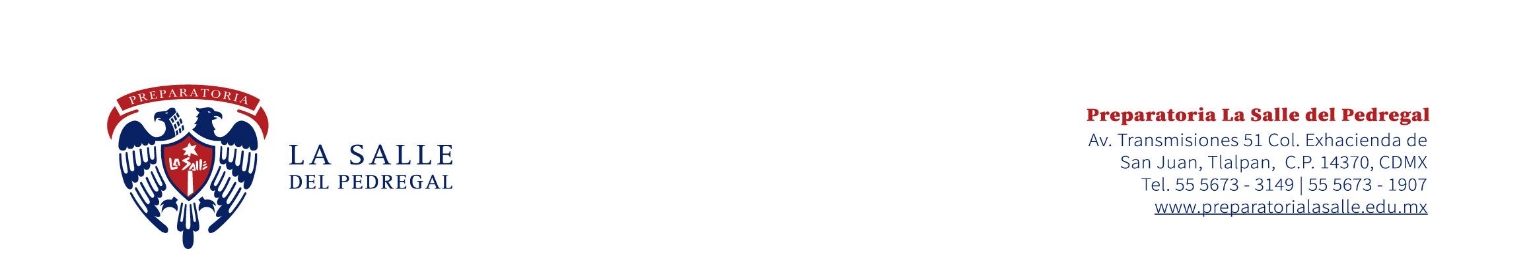 PREPARATORIA
La Salle
LA SALLE
DEL PEDREGAL
Preparatoria La Salle del Pedregal
Av. Transmisiones 51 Col. Exhacienda de
San Juan, Tlalpan, C.P. 14370, CDMX
Tel. 55 5673 - 3149 | 55 5673 - 1907
www.preparatorialasalle.edu.mx